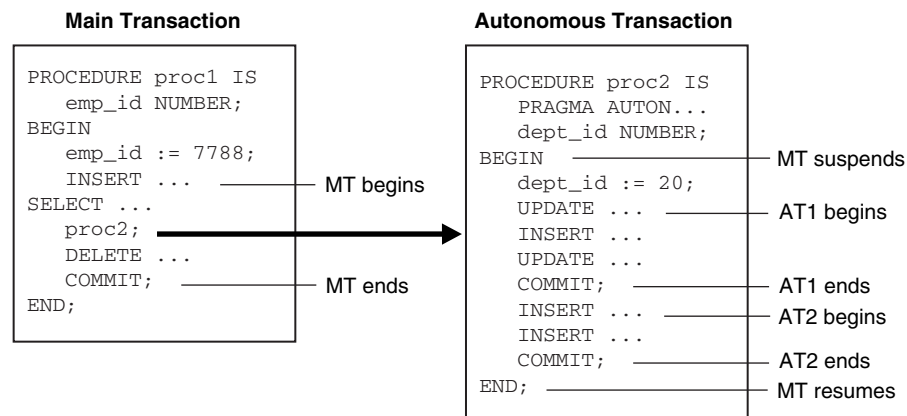 Main Transaction
PROCEDURE proc1 IS
emp_id NUMBER;
BEGIN
emp_id := 7788;
INSERT ...
SELECT ...
proc2;
DELETE ...
COMMIT;
END;
MT begins
MT ends
Autonomous Transaction
PROCEDURE proc2 IS
PRAGMA AUTON...
dept_id NUMBER;
BEGIN
dept_id := 20;
UPDATE ...
INSERT ...
UPDATE ...
COMMIT;
INSERT ...
INSERT ...
COMMIT;
END;
MT suspends
AT1 begins
AT1 ends
AT2 begins
AT2 ends
MT resumes